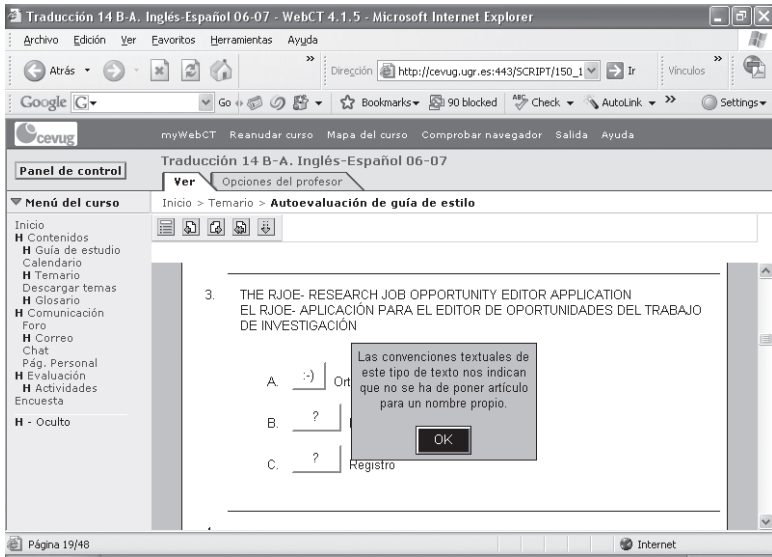 Traducción 14 B-A. Inglés-Español 06-07 - WebCT 4.1.5 - Microsoft Internet Explorer
Archivo Edición Ver Favoritos Herramientas Ayuda
Atrás » Dirección http://cevug.ugr.es:443/SCRIPT/150_1 Ir Vínculos »
Google G Go Bookmarks 90 blocked ABC Check AutoLink » Settings
cevug myWebCT Reanudar curso Mapa del curso Comprobar navegador Salida Ayuda
Panel de control
Traducción 14 B-A. Inglés-Español 06-07
Ver Opciones del profesor
Menú del curso
Inicio > Temario > Autoevaluación de guía de estilo
Inicio
H Contenidos
H Guía de estudio
Calendario
H Temario
Descargar temas
H Glosario
H Comunicación
Foro
H Correo
Chat
Pág. Personal
H Evaluación
H Actividades
Encuesta
H - Oculto
3. THE RJOE- RESEARCH JOB OPPORTUNITY EDITOR APPLICATION
EL RJOE- APLICACIÓN PARA EL EDITOR DE OPORTUNIDADES DEL TRABAJO
DE INVESTIGACIÓN
A. :-) Ort
B. ?
C. ? Registro
Las convenciones textuales de
este tipo de texto nos indican
que no se ha de poner artículo
para un nombre propio.
OK
Página 19/48 Internet